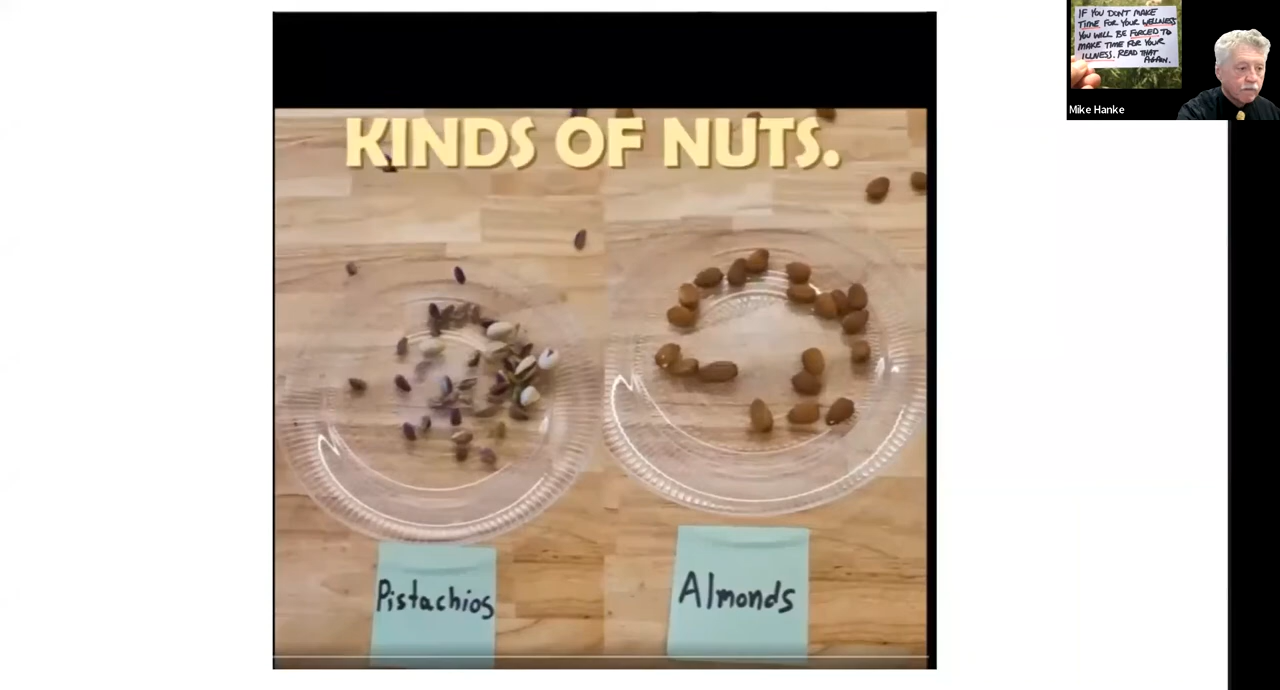 KINDS OF NUTS.
Pistachios
Almonds
IF YOU DON'T MAKE
TIME FOR YOUR WELLNESS
YOU WILL BE FORCED TO
MAKE TIME FOR YOUR
ILLNESS. READ THAT
AGAIN.
Mike Hanke